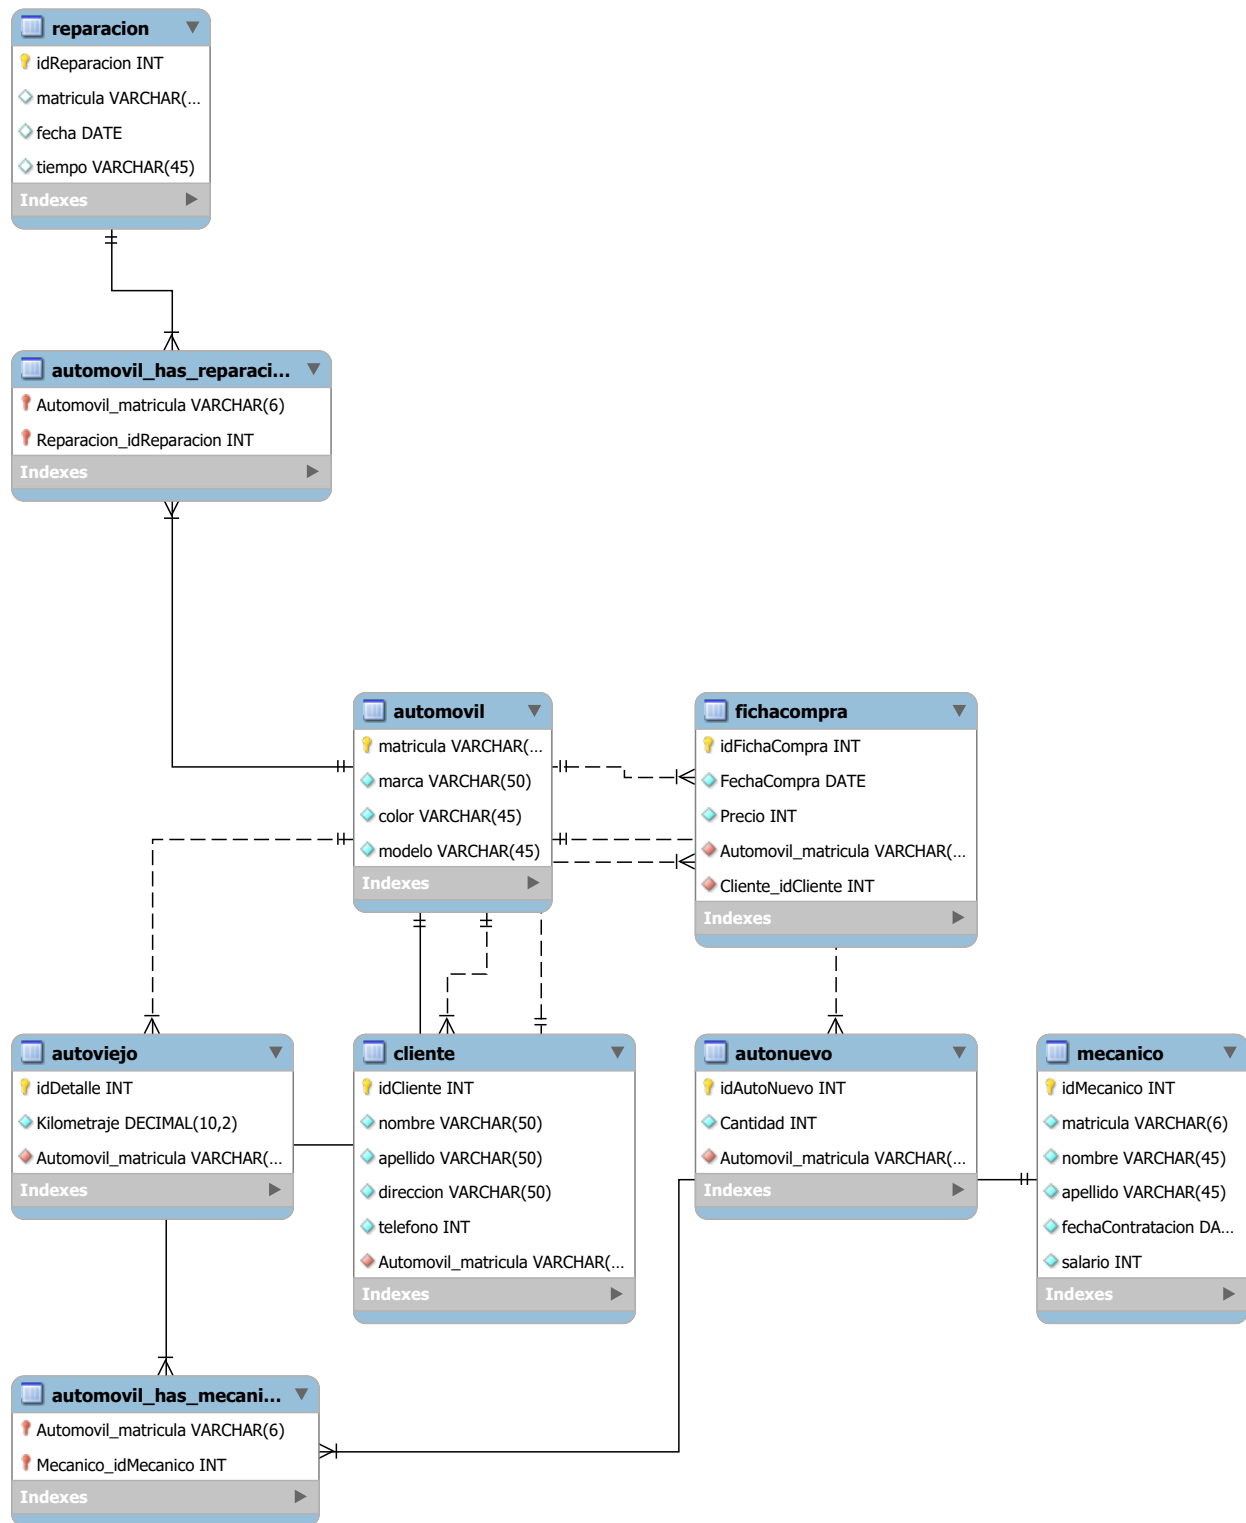 reparacion
idReparacion INT
matricula VARCHAR(...
fecha DATE
tiempo VARCHAR(45)
Indexes
automovil_has_reparaci...
Automovil_matricula VARCHAR(6)
Reparacion_idReparacion INT
Indexes
automovil
matricula VARCHAR(...
marca VARCHAR(50)
color VARCHAR(45)
modelo VARCHAR(45)
Indexes
fichacompra
idFichaCompra INT
FechaCompra DATE
Precio INT
Automovil_matricula VARCHAR(...
Cliente_idCliente INT
Indexes
autoviejo
idDetalle INT
Kilometraje DECIMAL(10,2)
Automovil_matricula VARCHAR(...
Indexes
cliente
idCliente INT
nombre VARCHAR(50)
apellido VARCHAR(50)
direccion VARCHAR(50)
telefono INT
Automovil_matricula VARCHAR(...
Indexes
autonuevo
idAutoNuevo INT
Cantidad INT
Automovil_matricula VARCHAR(...
Indexes
mecanico
idMecanico INT
matricula VARCHAR(6)
nombre VARCHAR(45)
apellido VARCHAR(45)
fechaContratacion DA...
salario INT
Indexes
automovil_has_mecani...
Automovil_matricula VARCHAR(6)
Mecanico_idMecanico INT
Indexes